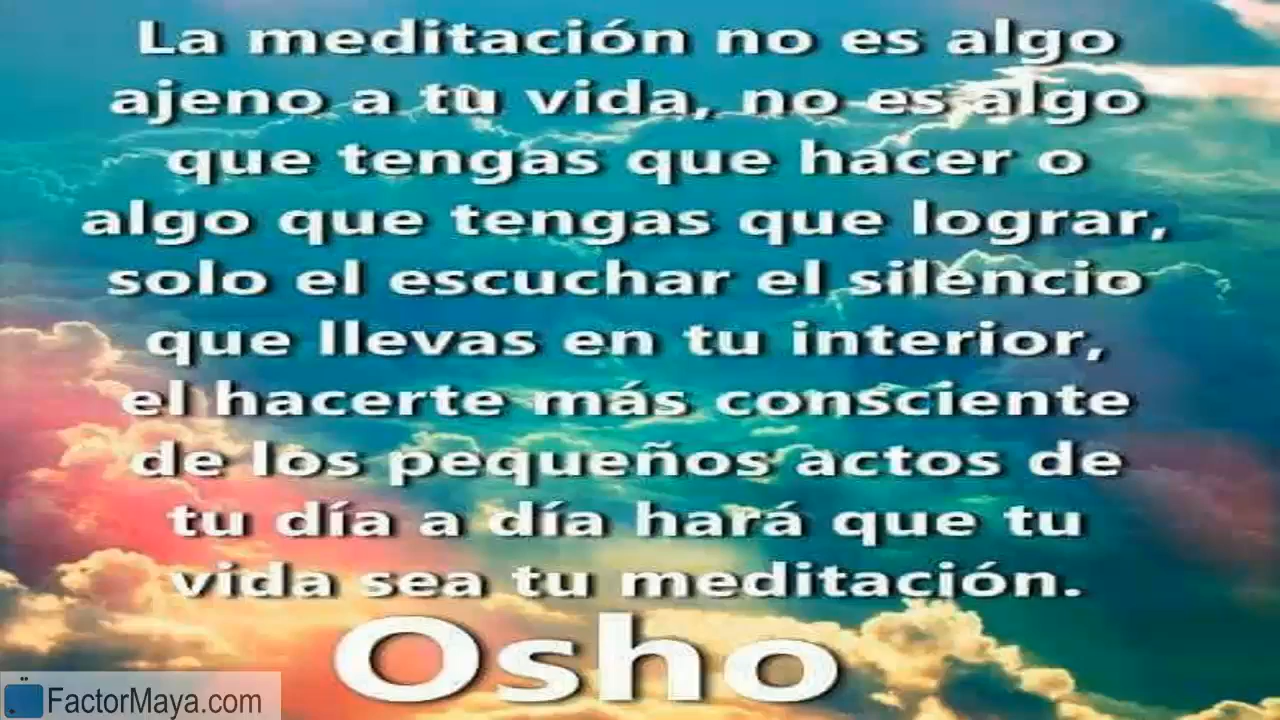 La meditación no es algo
ajeno a tu vida, no es algo
que tengas que hacer o
algo que tengas que lograr,
solo el escuchar el silencio
que llevas en tu interior,
el hacerte más consciente
de los pequeños actos de
tu día a día hará que tu
vida sea tu meditación.
Osho
FactorMaya.com